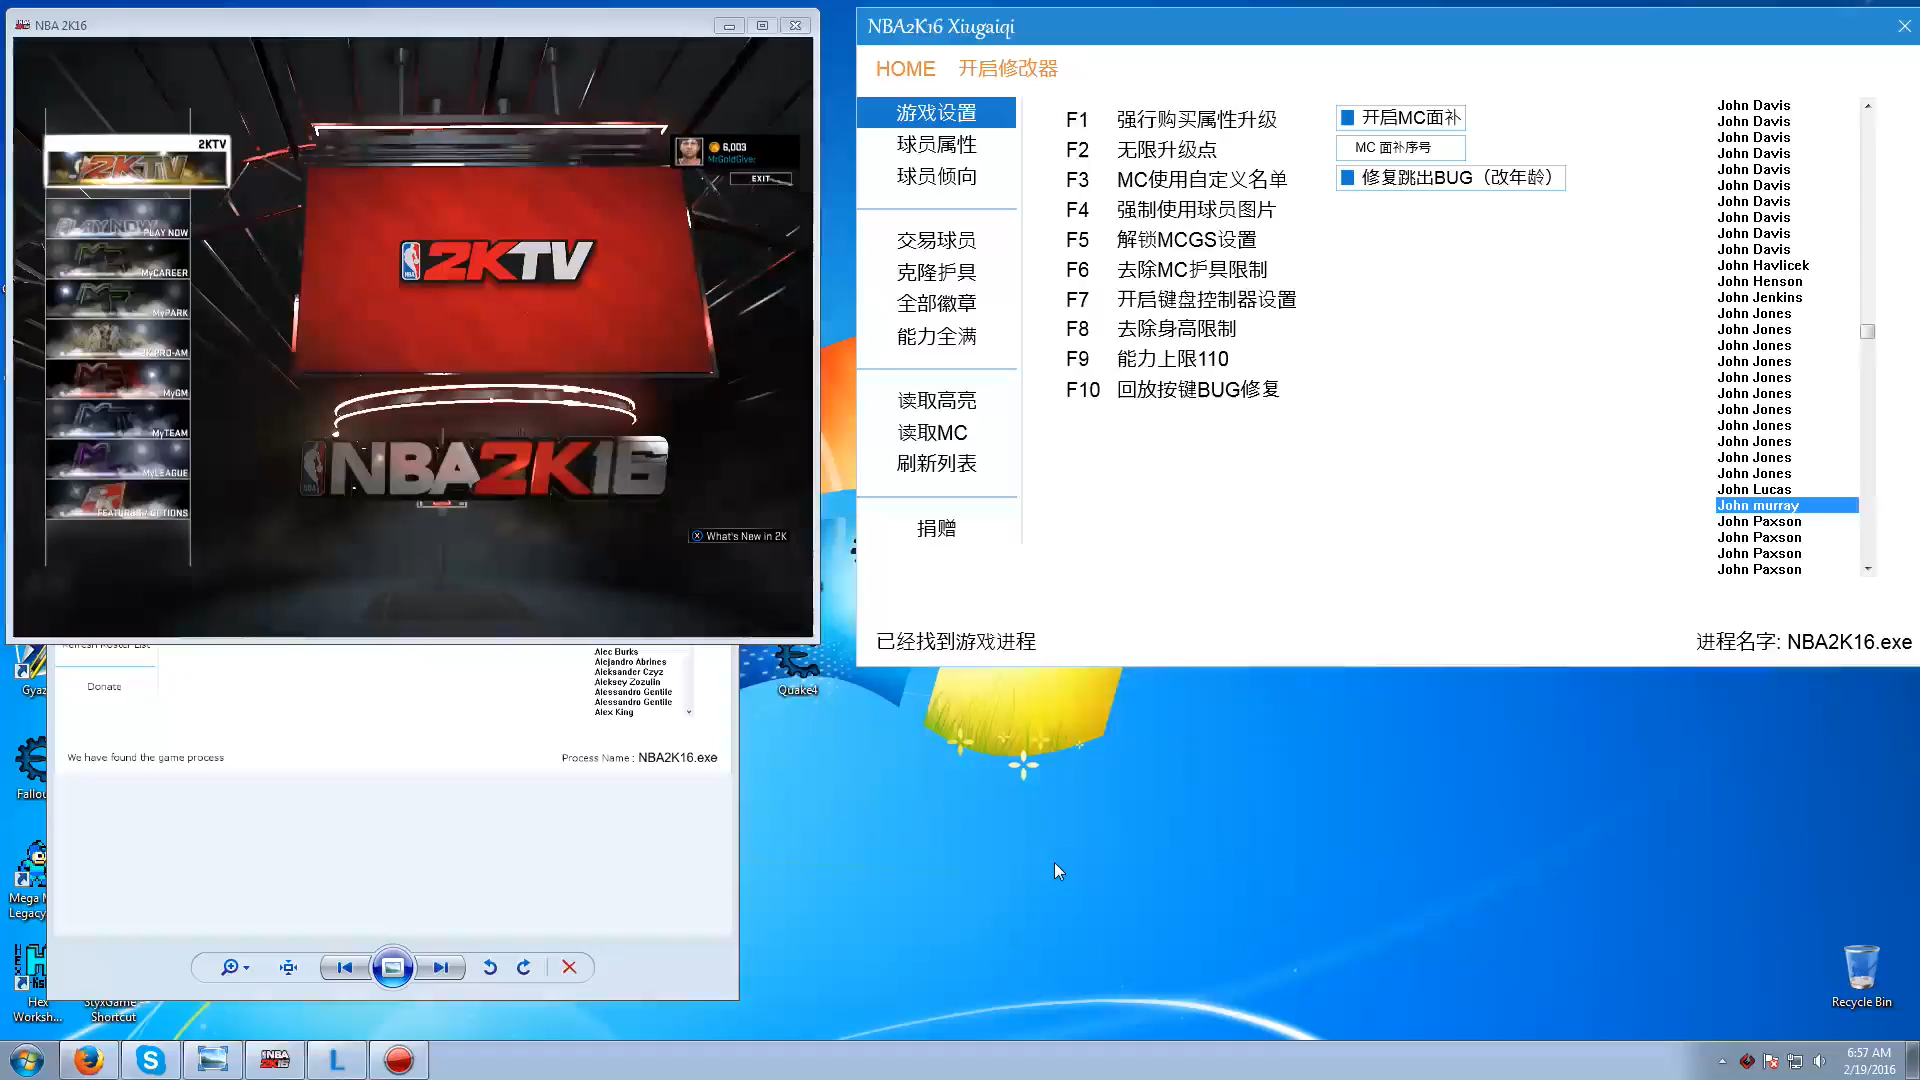 NBA 2K16
2KTV
6,003
MrGoldGiver
EXIT
PLAY NOW
MyCAREER
MyPARK
2K PRO-AM
MyGM
MyTEAM
MyLEAGUE
FEATURES / OPTIONS
2KTV
NBA2K16
What's New in 2K
NBA2K16 Xiugaiqi
HOME 开启修改器
游戏设置
球员属性
球员倾向
交易球员
克隆护具
全部徽章
能力全满
读取高亮
读取MC
刷新列表
捐赠
F1 强行购买属性升级
F2 无限升级点
F3 MC使用自定义名单
F4 强制使用球员图片
F5 解锁MCGS设置
F6 去除MC护具限制
F7 开启键盘控制器设置
F8 去除身高限制
F9 能力上限110
F10 回放按键BUG修复
开启MC面补
MC 面补序号
修复跳出BUG（改年龄）
John Davis
John Davis
John Davis
John Davis
John Davis
John Davis
John Davis
John Davis
John Davis
John Davis
John Havlicek
John Henson
John Jenkins
John Jones
John Jones
John Jones
John Jones
John Jones
John Jones
John Jones
John Jones
John Jones
John Jones
John Jones
John Lucas
John murray
John Paxson
John Paxson
John Paxson
John Paxson
已经找到游戏进程
进程名字: NBA2K16.exe
Refresh Roster List
Donate
Alec Burks
Alejandro Abrines
Aleksander Czyz
Aleksey Zozulin
Alessandro Gentile
Alessandro Gentile
Alex King
We have found the game process
Process Name : NBA2K16.exe
Gyaz
Quake4
Fallou
Mega M
Legacy
Hex
Worksh...
StyxGame -
Shortcut
Recycle Bin
6:57 AM
2/19/2016